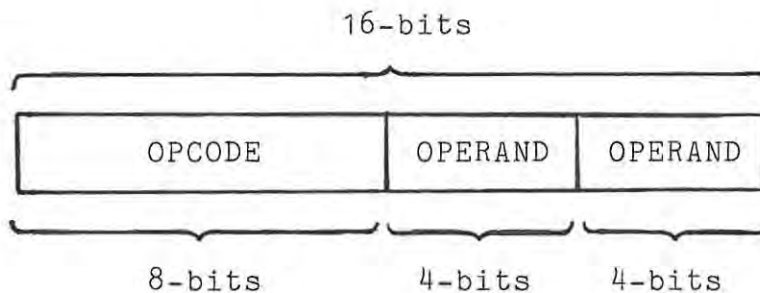 16-bits
OPCODE OPERAND OPERAND
8-bits 4-bits 4-bits